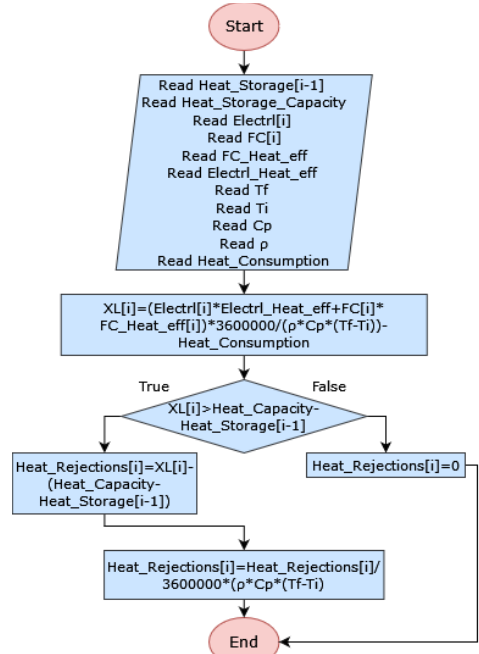 Start
Read Heat_Storage[i-1]
Read Heat_Storage_Capacity
Read Electrl[i]
Read FC[i]
Read FC_Heat_eff
Read Electrl_Heat_eff
Read Tf
Read Ti
Read Cp
Read ρ
Read Heat_Consumption
XL[i]=(Electrl[i]*Electrl_Heat_eff+FC[i]*
FC_Heat_eff[i])*3600000/(ρ*Cp*(Tf-Ti))-
Heat_Consumption
True
False
XL[i]>Heat_Capacity-
Heat_Storage[i-1]
Heat_Rejections[i]=XL[i]-
(Heat_Capacity-
Heat_Storage[i-1])
Heat_Rejections[i]=0
Heat_Rejections[i]=Heat_Rejections[i]/
3600000*(ρ*Cp*(Tf-Ti)
End